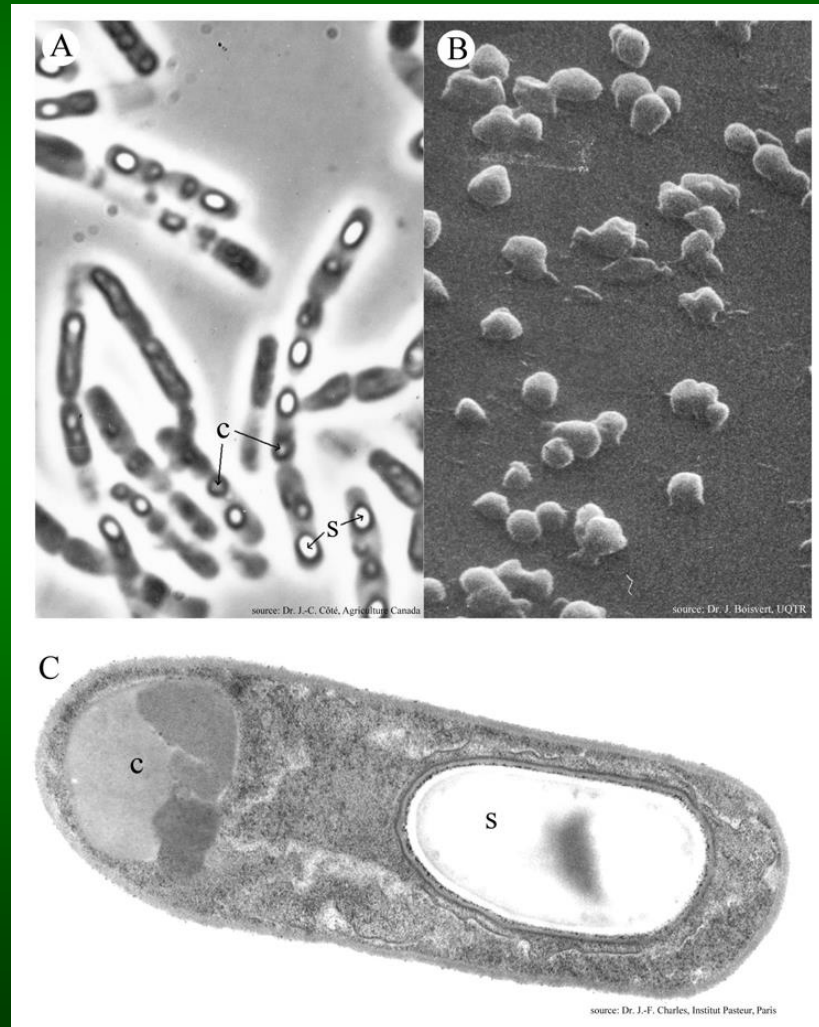 A
B
c
s
source: Dr. J.-C. Côté, Agriculture Canada
source: Dr. J. Boisvert, UQTR
C
c
s
source: Dr. J.-F. Charles, Institut Pasteur, Paris